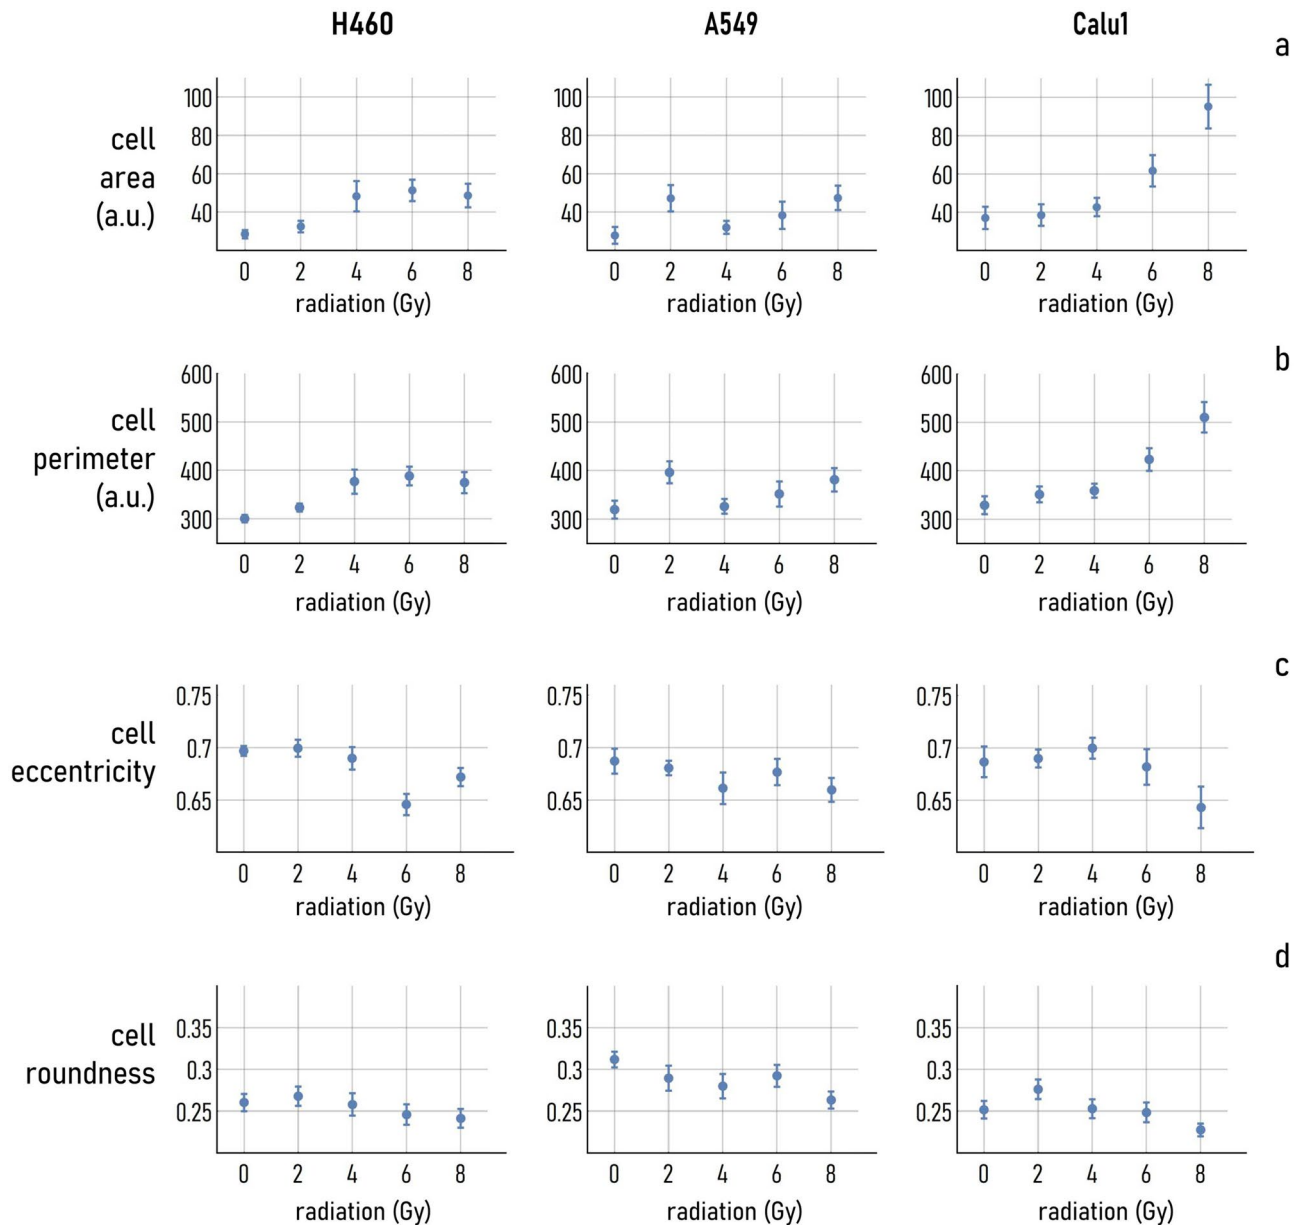 H460 A549 Calu1
a
cell
area
(a.u.)
100 100 100
80 80 80
60 60 60
40 40 40
0 2 4 6 8 0 2 4 6 8 0 2 4 6 8
radiation (Gy) radiation (Gy) radiation (Gy)
b
cell
perimeter
(a.u.)
600 600 600
500 500 500
400 400 400
300 300 300
0 2 4 6 8 0 2 4 6 8 0 2 4 6 8
radiation (Gy) radiation (Gy) radiation (Gy)
c
cell
eccentricity
0.75 0.75 0.75
0.7 0.7 0.7
0.65 0.65 0.65
0 2 4 6 8 0 2 4 6 8 0 2 4 6 8
radiation (Gy) radiation (Gy) radiation (Gy)
d
cell
roundness
0.35 0.35 0.35
0.3 0.3 0.3
0.25 0.25 0.25
0 2 4 6 8 0 2 4 6 8 0 2 4 6 8
radiation (Gy) radiation (Gy) radiation (Gy)